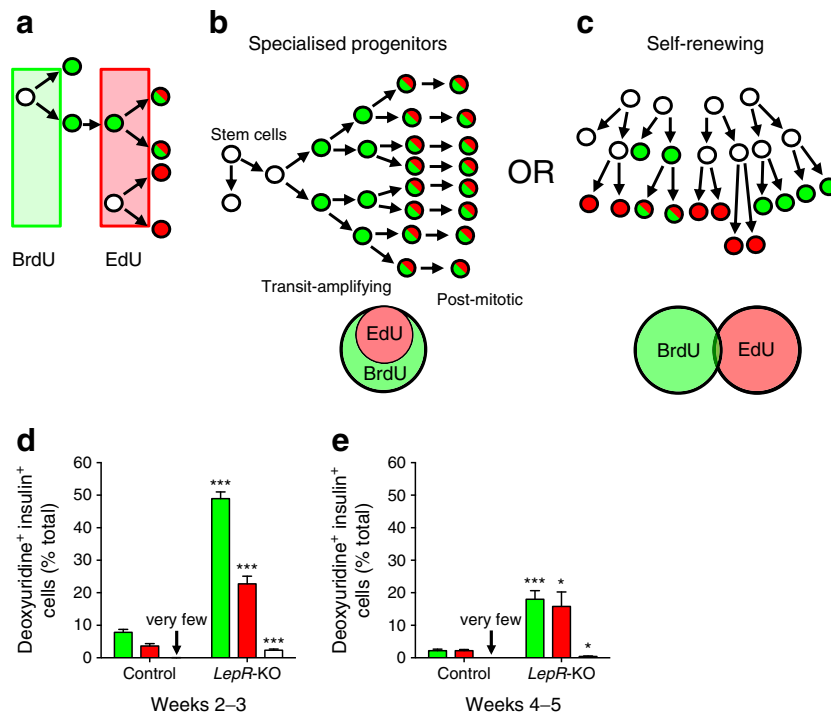 a
BrdU
EdU
b
Specialised progenitors
Stem cells
Transit-amplifying
Post-mitotic
EdU
BrdU
OR
c
Self-renewing
BrdU
EdU
d
Deoxyuridine⁺ insulin⁺
cells (% total)
60
50
40
30
20
10
0
very few
***
***
***
Control
LepR-KO
Weeks 2–3
e
Deoxyuridine⁺ insulin⁺
cells (% total)
60
50
40
30
20
10
0
very few
***
*
*
Control
LepR-KO
Weeks 4–5